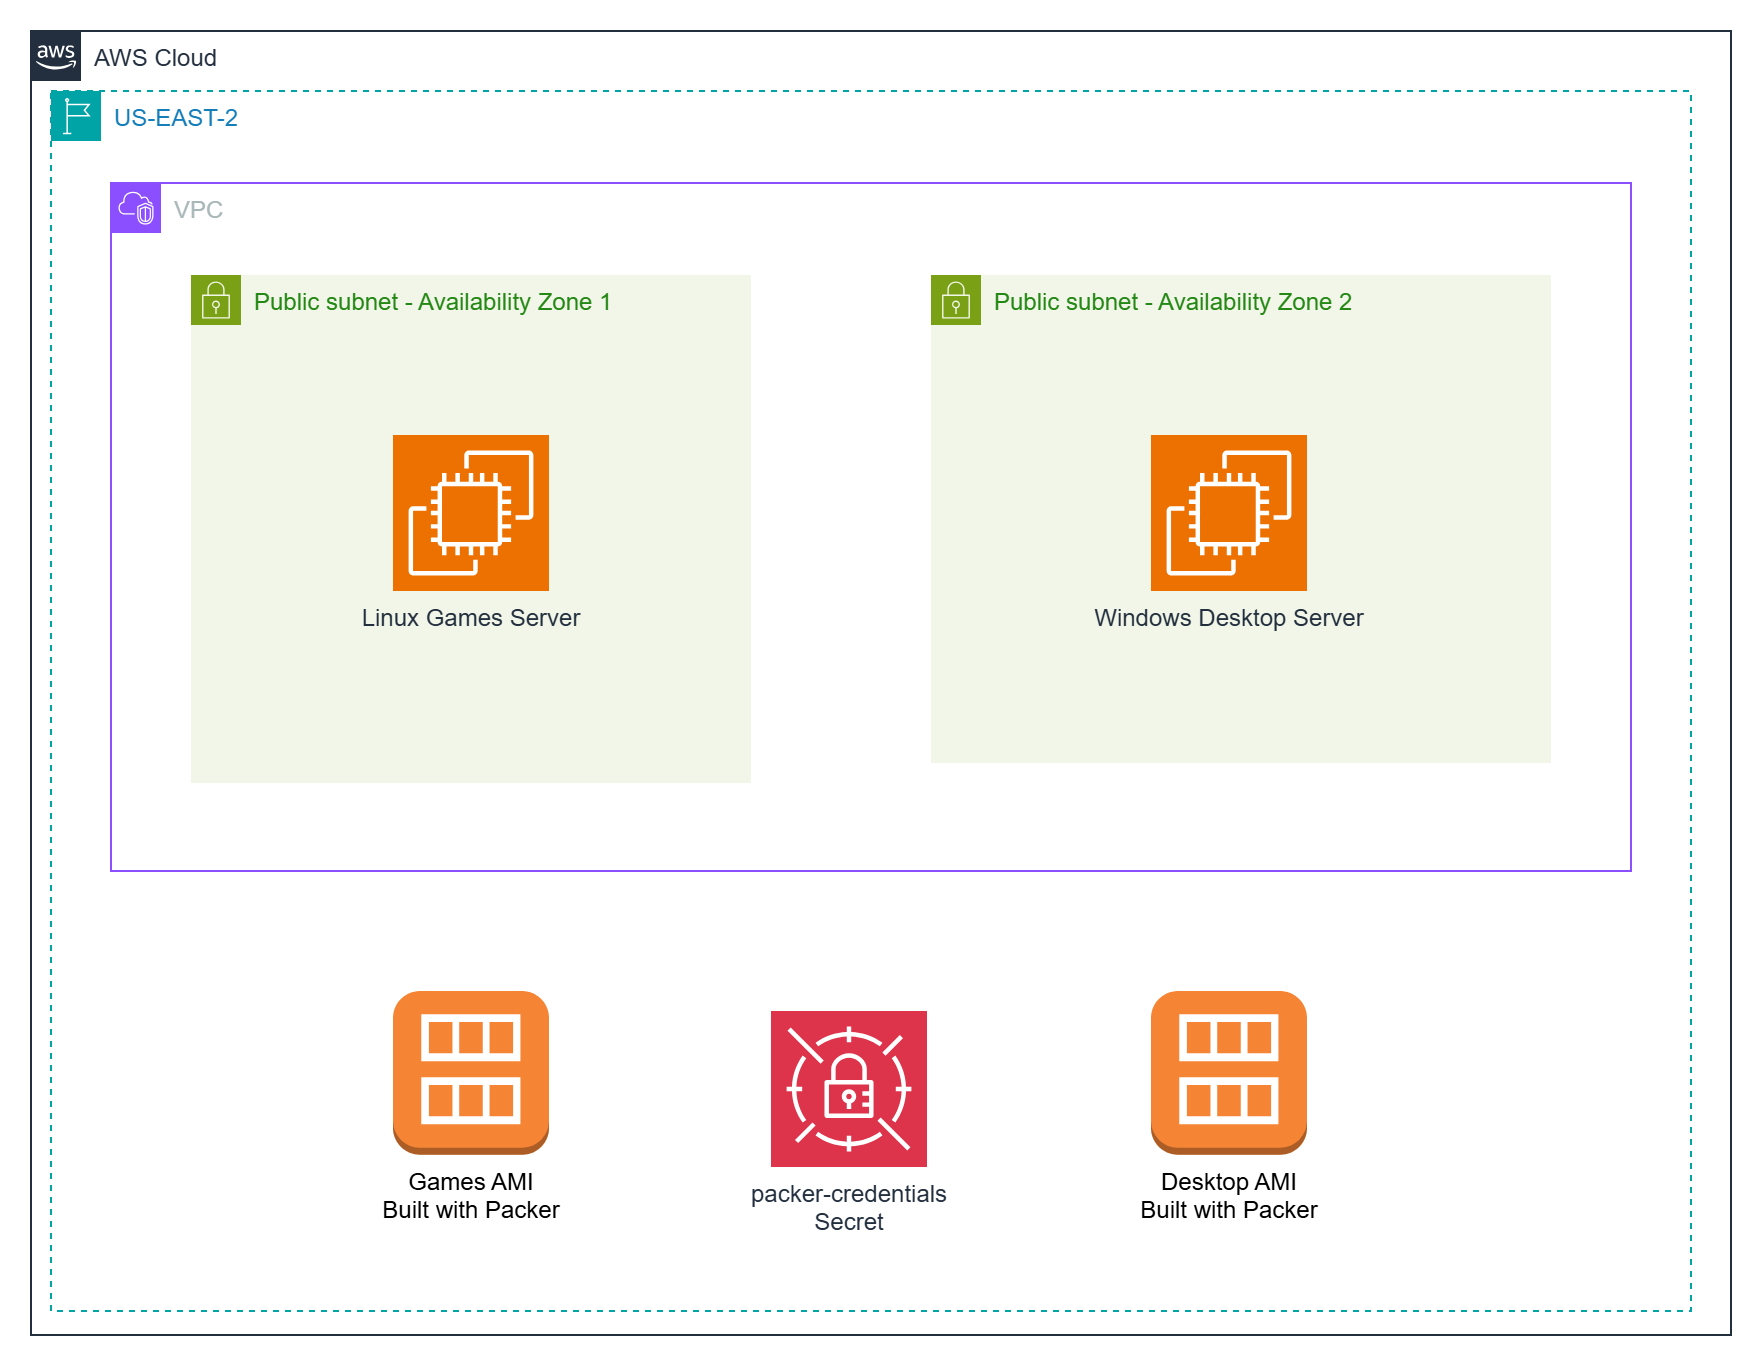 aws
AWS Cloud
US-EAST-2
VPC
Public subnet - Availability Zone 1
Public subnet - Availability Zone 2
Linux Games Server
Windows Desktop Server
Games AMI
Built with Packer
packer-credentials
Secret
Desktop AMI
Built with Packer